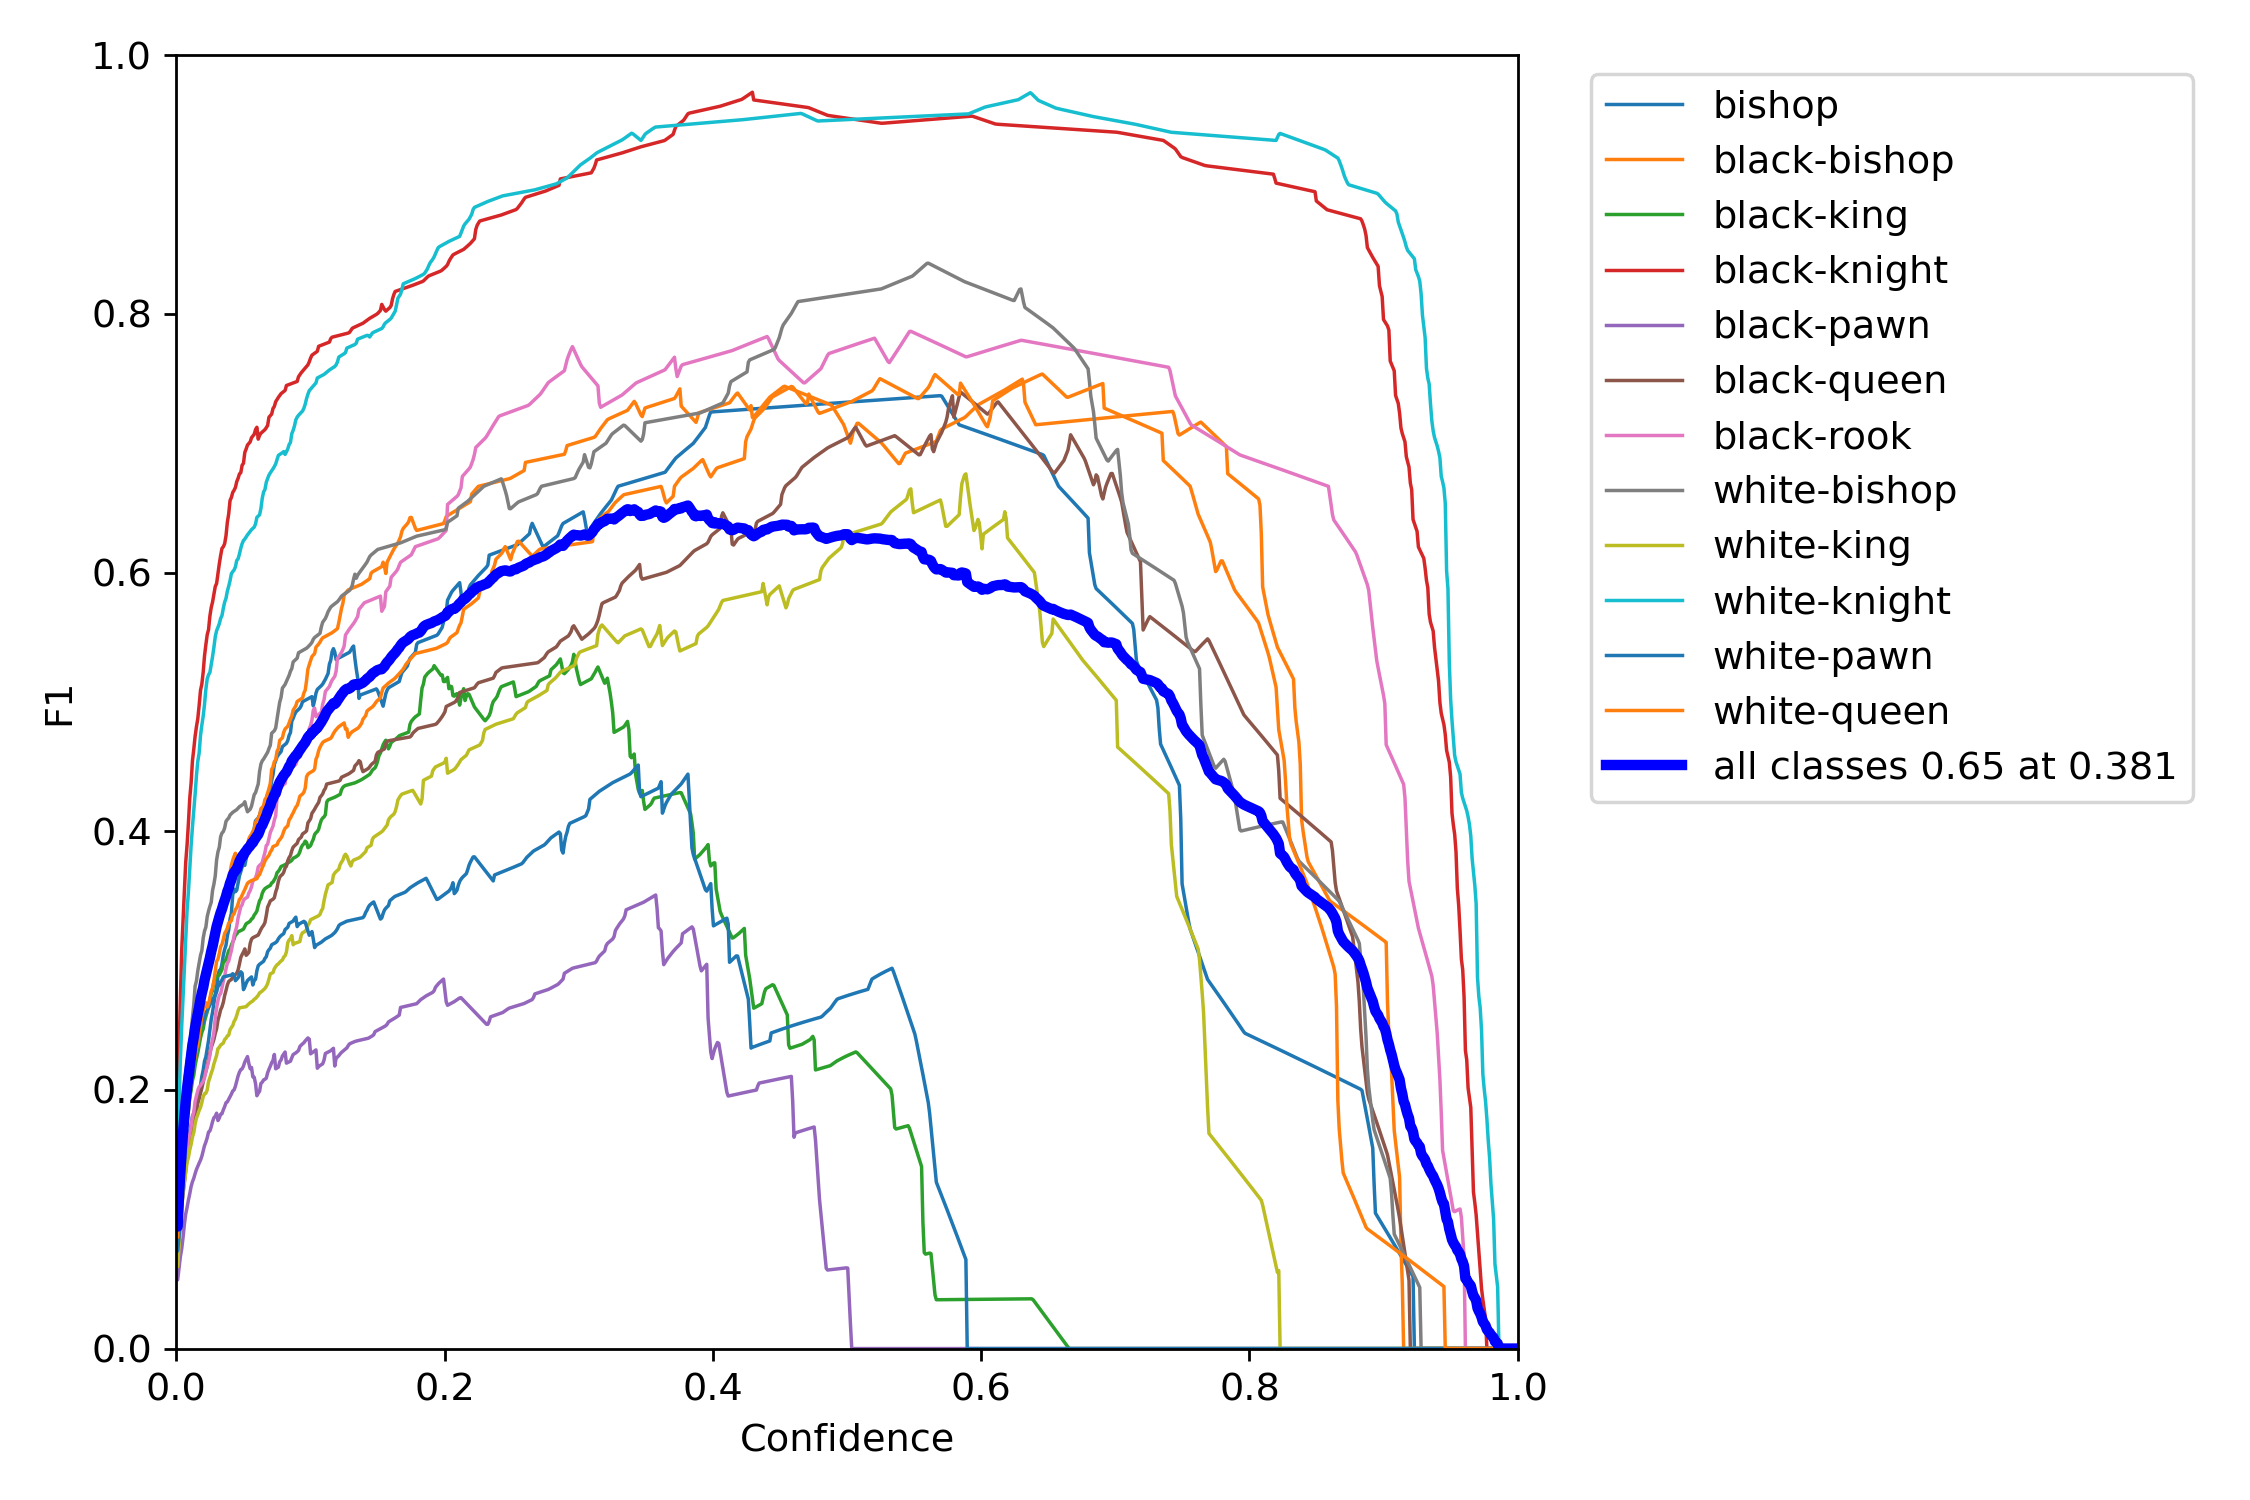 1.0
0.8
0.6
0.4
0.2
0.0
F1
0.0 0.2 0.4 0.6 0.8 1.0
Confidence
bishop
black-bishop
black-king
black-knight
black-pawn
black-queen
black-rook
white-bishop
white-king
white-knight
white-pawn
white-queen
all classes 0.65 at 0.381